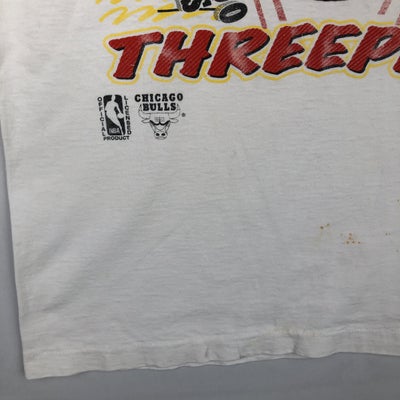 THREEP
OFFICIAL LICENSED
NBA
PRODUCT
CHICAGO
BULLS
®